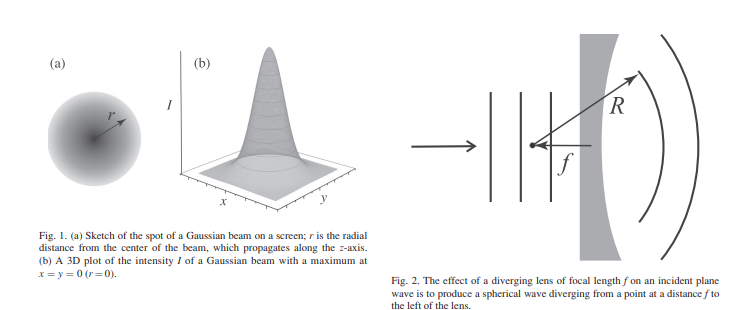 (a)
r
(b)
I
x
y
Fig. 1. (a) Sketch of the spot of a Gaussian beam on a screen; r is the radial
distance from the center of the beam, which propagates along the z-axis.
(b) A 3D plot of the intensity I of a Gaussian beam with a maximum at
x = y = 0 (r = 0).
R
f
Fig. 2. The effect of a diverging lens of focal length f on an incident plane
wave is to produce a spherical wave diverging from a point at a distance f to
the left of the lens.